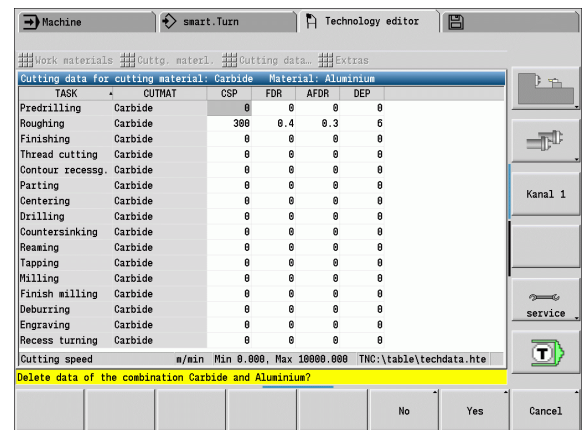 Machine smart.Turn Technology editor
Work materials Cuttg. materl. Cutting data… Extras
Cutting data for cutting material: Carbide Material: Aluminium
TASK CUTMAT CSP FDR AFDR DEP
Predrilling Carbide 0 0 0 0
Roughing Carbide 300 0.4 0.3 6
Finishing Carbide 0 0 0 0
Thread cutting Carbide 0 0 0 0
Contour recessg. Carbide 0 0 0 0
Parting Carbide 0 0 0 0
Centering Carbide 0 0 0 0
Drilling Carbide 0 0 0 0
Countersinking Carbide 0 0 0 0
Reaming Carbide 0 0 0 0
Tapping Carbide 0 0 0 0
Milling Carbide 0 0 0 0
Finish milling Carbide 0 0 0 0
Deburring Carbide 0 0 0 0
Engraving Carbide 0 0 0 0
Recess turning Carbide 0 0 0 0
Cutting speed m/min Min 0.000, Max 10000.000 TNC:\table\techdata.hte
Delete data of the combination Carbide and Aluminium?
No Yes Cancel
Kanal 1
service
T